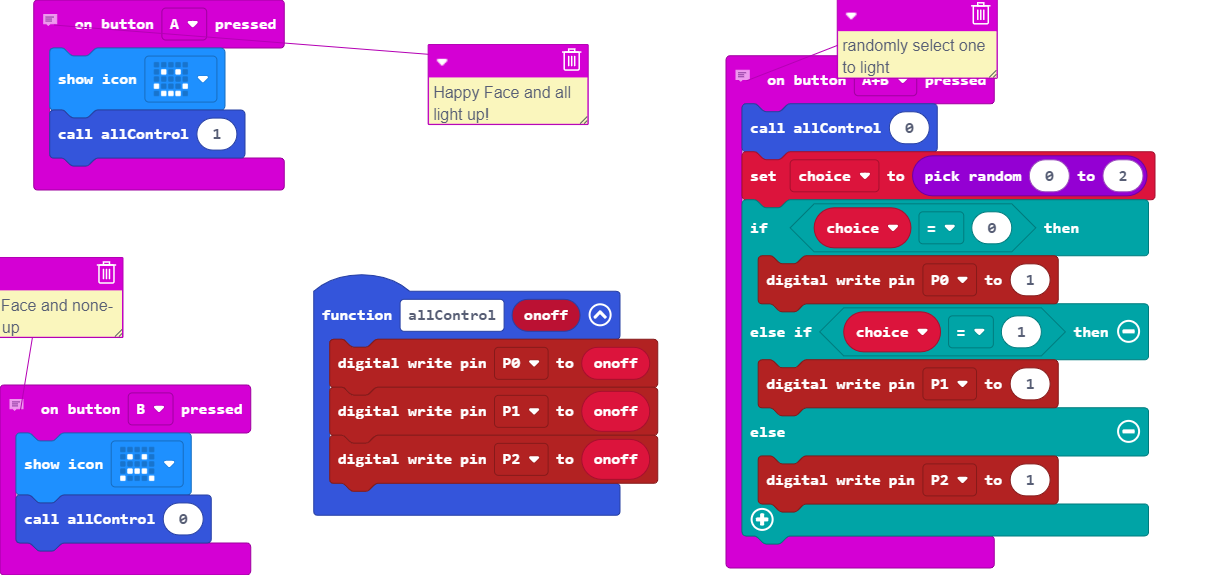 on button A pressed
show icon
call allControl 1
Happy Face and all
light up!
Face and none-
up
on button B pressed
show icon
call allControl 0
function allControl onoff
digital write pin P0 to onoff
digital write pin P1 to onoff
digital write pin P2 to onoff
randomly select one
to light
on button A+B pressed
call allControl 0
set choice to pick random 0 to 2
if choice = 0 then
digital write pin P0 to 1
else if choice = 1 then
digital write pin P1 to 1
else
digital write pin P2 to 1